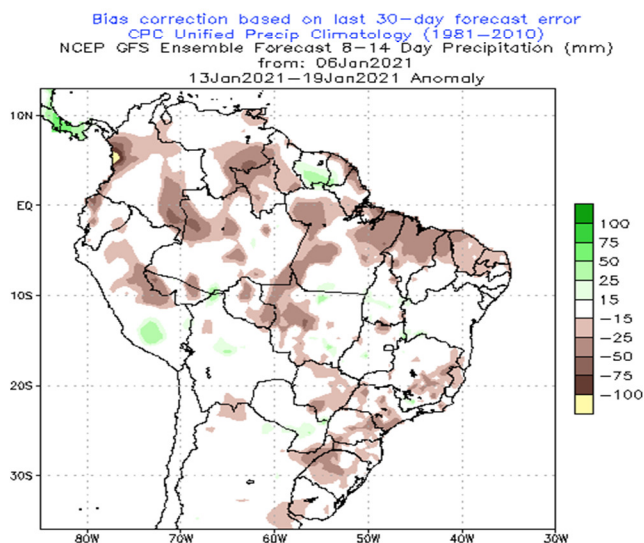 Bias correction based on last 30-day forecast error
CPC Unified Precip Climatology (1981-2010)
NCEP GFS Ensemble Forecast 8-14 Day Precipitation (mm)
from: 06Jan2021
13Jan2021-19Jan2021 Anomaly
10N
EQ
10S
20S
30S
80W
70W
60W
50W
40W
30W
100
75
50
25
15
-15
-25
-50
-75
-100